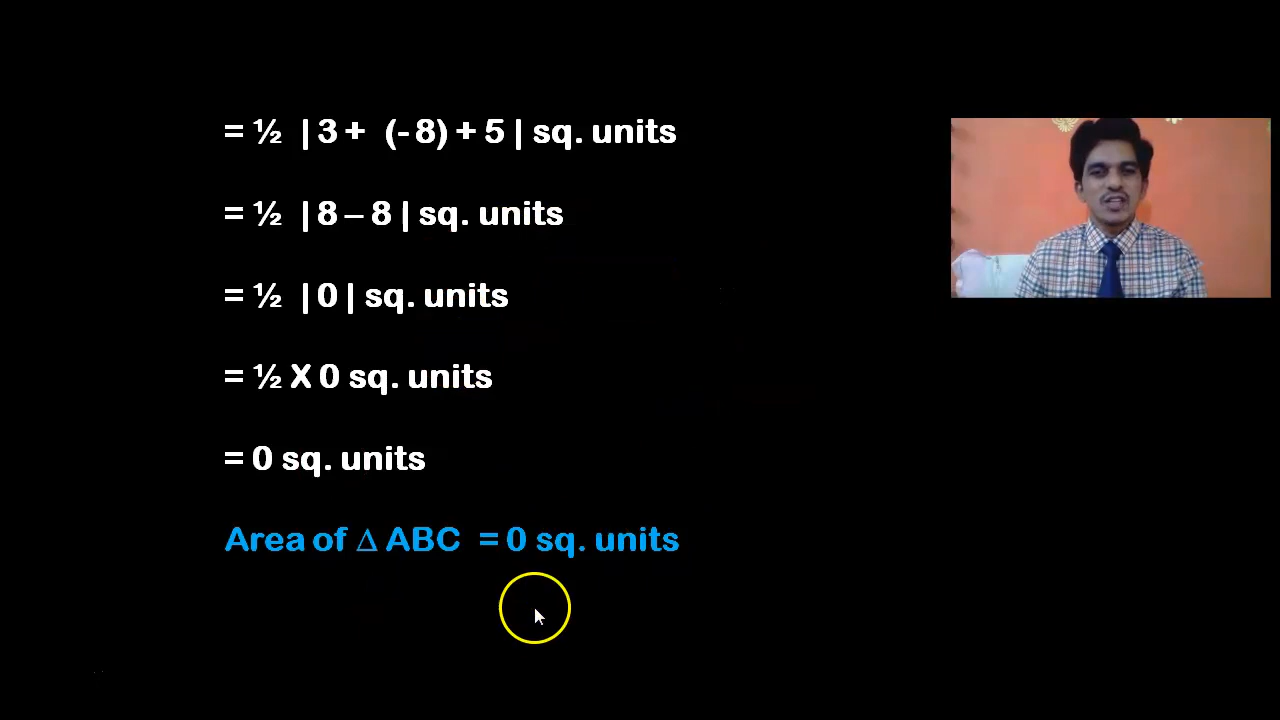 = ½ | 3 + (- 8) + 5 | sq. units
= ½ | 8 – 8 | sq. units
= ½ | 0 | sq. units
= ½ X 0 sq. units
= 0 sq. units
Area of Δ ABC = 0 sq. units